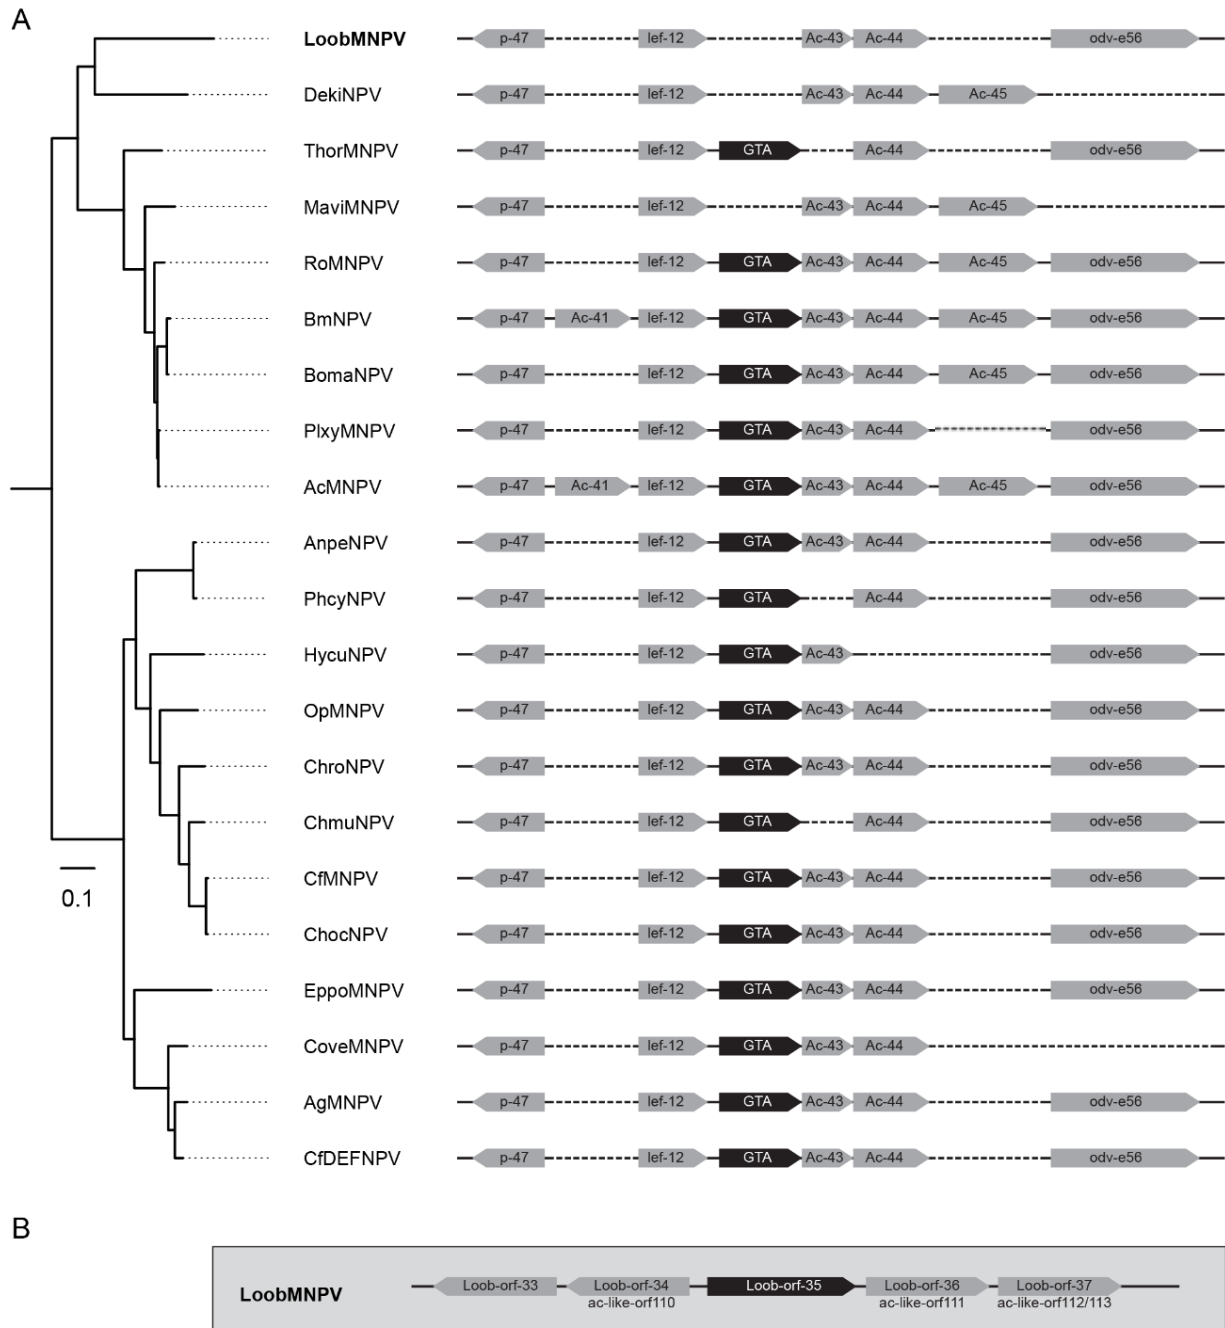 A
LoobMNPV p-47 lef-12 Ac-43 Ac-44 odv-e56
DekiNPV p-47 lef-12 Ac-43 Ac-44 Ac-45
ThorMNPV p-47 lef-12 GTA Ac-44 odv-e56
MaviMNPV p-47 lef-12 Ac-43 Ac-44 Ac-45
RoMNPV p-47 lef-12 GTA Ac-43 Ac-44 Ac-45 odv-e56
BmNPV p-47 Ac-41 lef-12 GTA Ac-43 Ac-44 Ac-45 odv-e56
BomaNPV p-47 lef-12 GTA Ac-43 Ac-44 Ac-45 odv-e56
PlxyMNPV p-47 lef-12 GTA Ac-43 Ac-44 odv-e56
AcMNPV p-47 Ac-41 lef-12 GTA Ac-43 Ac-44 Ac-45 odv-e56
AnpeNPV p-47 lef-12 GTA Ac-43 Ac-44 odv-e56
PhcyNPV p-47 lef-12 GTA Ac-44 odv-e56
HycuNPV p-47 lef-12 GTA Ac-43 odv-e56
OpMNPV p-47 lef-12 GTA Ac-43 Ac-44 odv-e56
ChroNPV p-47 lef-12 GTA Ac-43 Ac-44 odv-e56
ChmuNPV p-47 lef-12 GTA Ac-44 odv-e56
CfMNPV p-47 lef-12 GTA Ac-43 Ac-44 odv-e56
0.1
ChocNPV p-47 lef-12 GTA Ac-43 Ac-44 odv-e56
EppoMNPV p-47 lef-12 GTA Ac-43 Ac-44 odv-e56
CoveMNPV p-47 lef-12 GTA Ac-43 Ac-44
AgMNPV p-47 lef-12 GTA Ac-43 Ac-44 odv-e56
CfDEFNPV p-47 lef-12 GTA Ac-43 Ac-44 odv-e56
B
LoobMNPV Loob-orf-33 Loob-orf-34 Loob-orf-35 Loob-orf-36 Loob-orf-37
ac-like-orf110 ac-like-orf111 ac-like-orf112/113